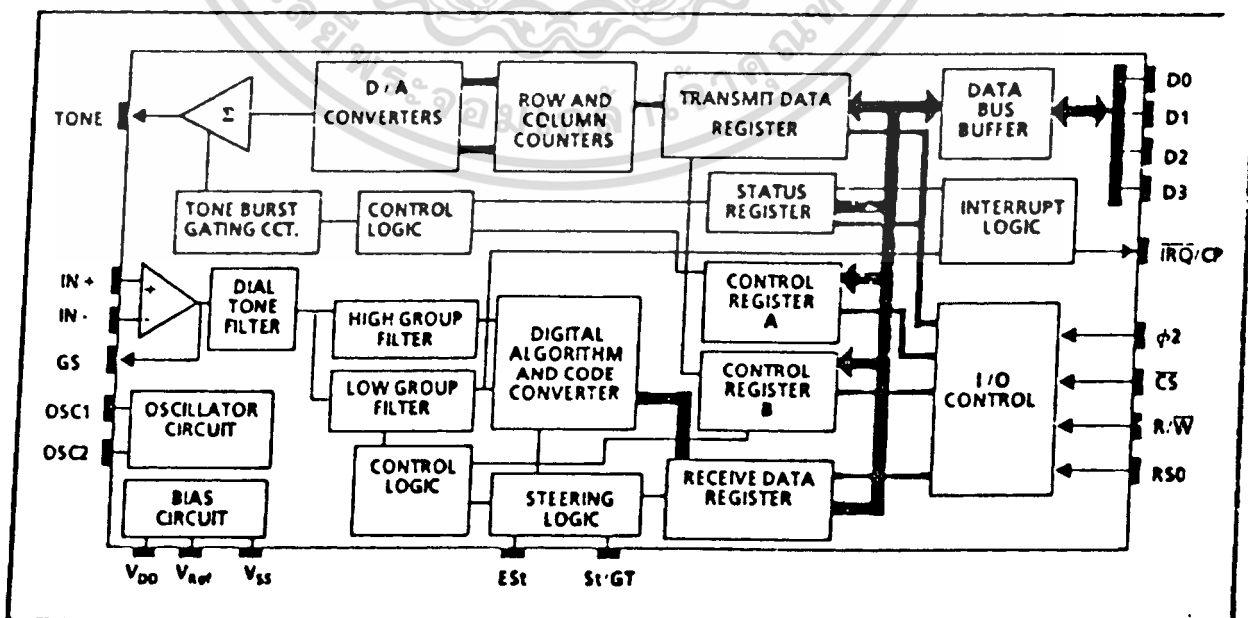 TONE
Σ
D/A
CONVERTERS
ROW AND
COLUMN
COUNTERS
TRANSMIT DATA
REGISTER
DATA
BUS
BUFFER
D0
D1
D2
D3
TONE BURST
GATING CCT.
CONTROL
LOGIC
STATUS
REGISTER
INTERRUPT
LOGIC
IRQ/CP
IN +
IN -
GS
+
-
DIAL
TONE
FILTER
HIGH GROUP
FILTER
LOW GROUP
FILTER
DIGITAL
ALGORITHM
AND CODE
CONVERTER
CONTROL
REGISTER
A
CONTROL
REGISTER
B
I/O
CONTROL
φ2
CS
R/W
RS0
OSC1
OSC2
OSCILLATOR
CIRCUIT
CONTROL
LOGIC
STEERING
LOGIC
RECEIVE DATA
REGISTER
BIAS
CIRCUIT
VDD
VRef
VSS
ESt
St/GT